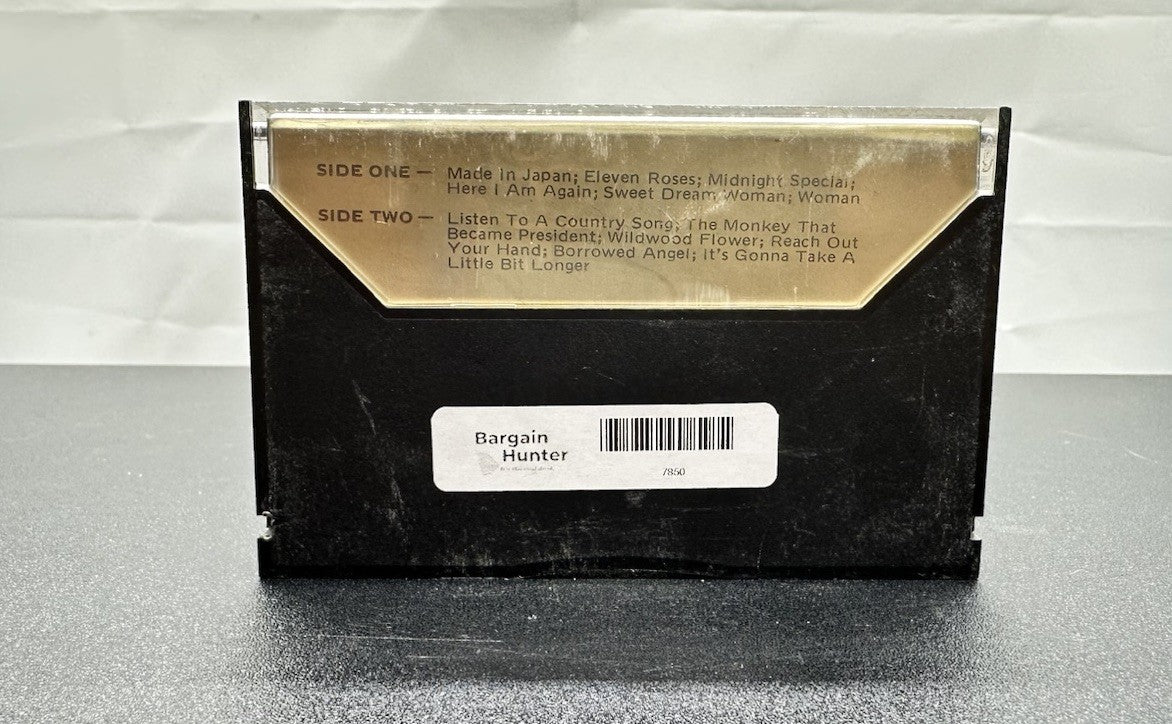 SIDE ONE — Made In Japan; Eleven Roses; Midnight Special;
Here I Am Again; Sweet Dream Woman; Woman
SIDE TWO — Listen To A Country Song; The Monkey That
Became President; Wildwood Flower; Reach Out
Your Hand; Borrowed Angel; It's Gonna Take A
Little Bit Longer
Bargain
Hunter
7850